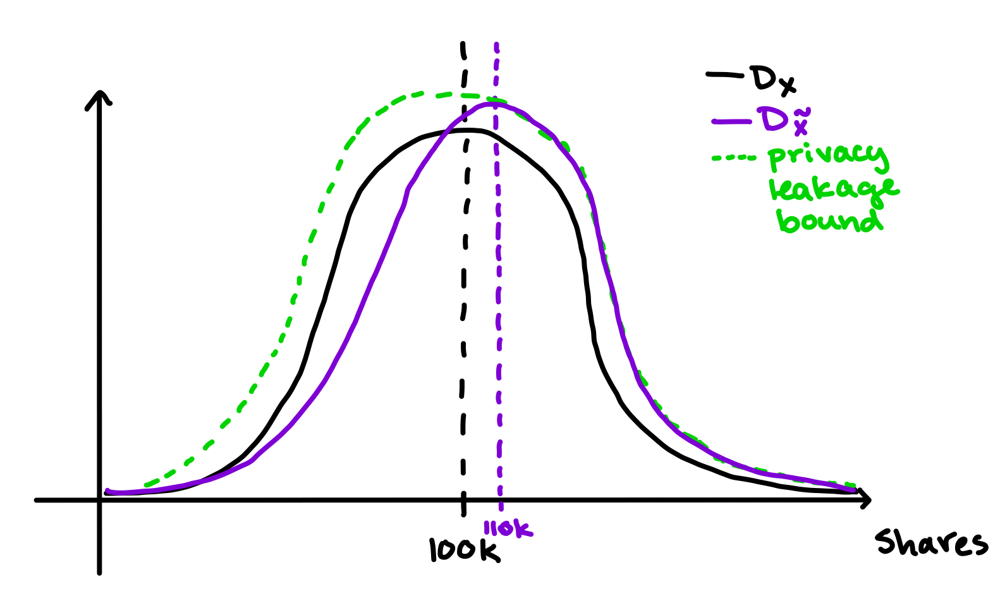 Dx
Dx̃
privacy
leakage
bound
110k
100k
Shares